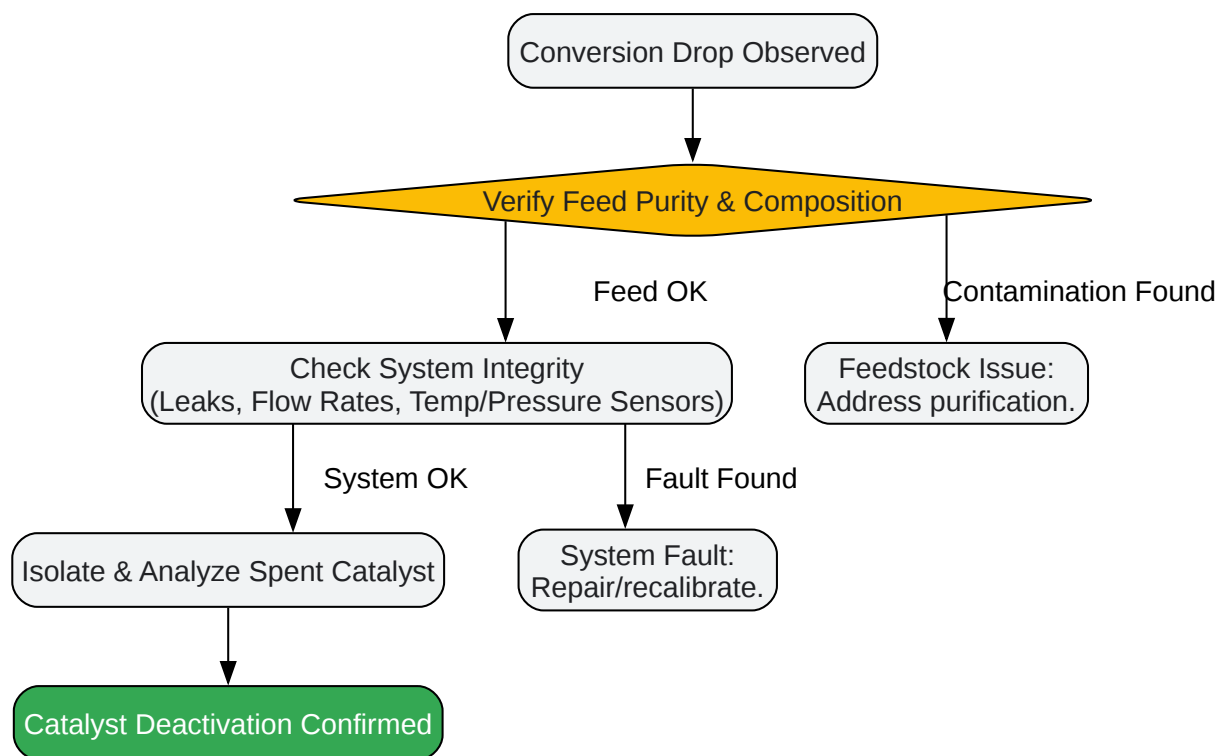 Conversion Drop Observed
Verify Feed Purity & Composition
Feed OK
Contamination Found
Check System Integrity
(Leaks, Flow Rates, Temp/Pressure Sensors)
Feedstock Issue:
Address purification.
System OK
Fault Found
Isolate & Analyze Spent Catalyst
System Fault:
Repair/recalibrate.
Catalyst Deactivation Confirmed